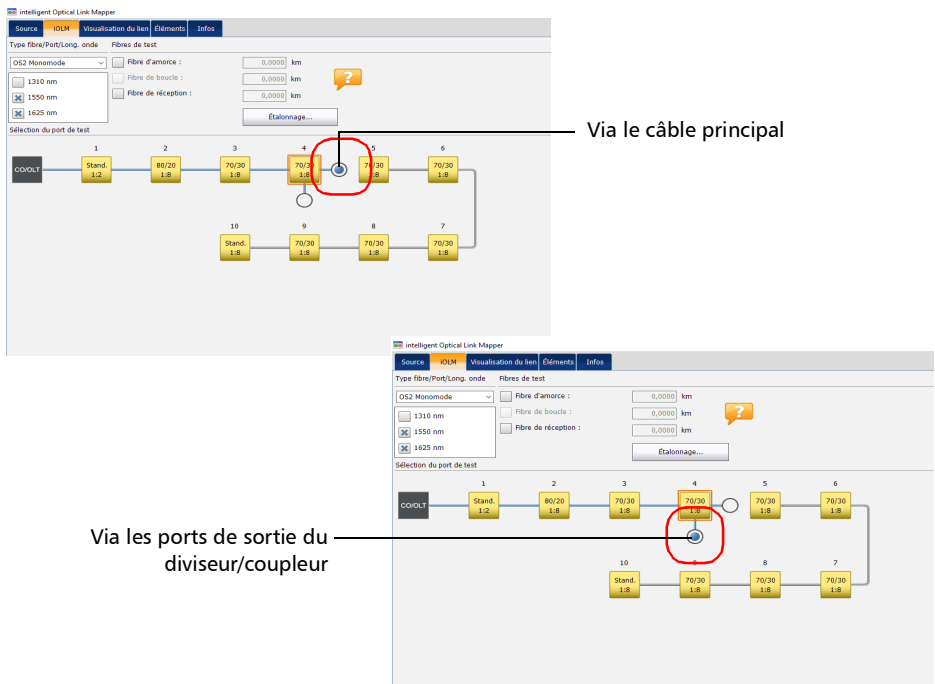 intelligent Optical Link Mapper
Source iOLM Visualisation du lien Éléments Infos
Type fibre/Port/Long. onde Fibres de test
OS2 Monomode Fibre d'amorce : 0,0000 km
1310 nm Fibre de boucle : 0,0000 km ?
1550 nm Fibre de réception : 0,0000 km
1625 nm Étalonnage...
Sélection du port de test
Via le câble principal
1 2 3 4 5 6
CO/OLT Stand. 80/20 70/30 70/30 70/30 70/30
1:2 1:8 1:8 1:8 1:8 1:8
10 9 8 7
Stand. 70/30 70/30 70/30
1:8 1:8 1:8 1:8
intelligent Optical Link Mapper
Source iOLM Visualisation du lien Éléments Infos
Type fibre/Port/Long. onde Fibres de test
OS2 Monomode Fibre d'amorce : 0,0000 km
1310 nm Fibre de boucle : 0,0000 km ?
1550 nm Fibre de réception : 0,0000 km
1625 nm Étalonnage...
Sélection du port de test
1 2 3 4 5 6
CO/OLT Stand. 80/20 70/30 70/30 70/30 70/30
1:2 1:8 1:8 1:8 1:8 1:8
Via les ports de sortie du
diviseur/coupleur
10 9 8 7
Stand. 70/30 70/30 70/30
1:8 1:8 1:8 1:8